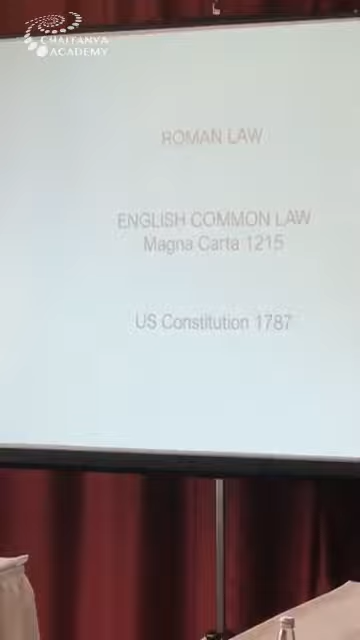 CHAITANYA
ACADEMY
ROMAN LAW
ENGLISH COMMON LAW
Magna Carta 1215
US Constitution 1787